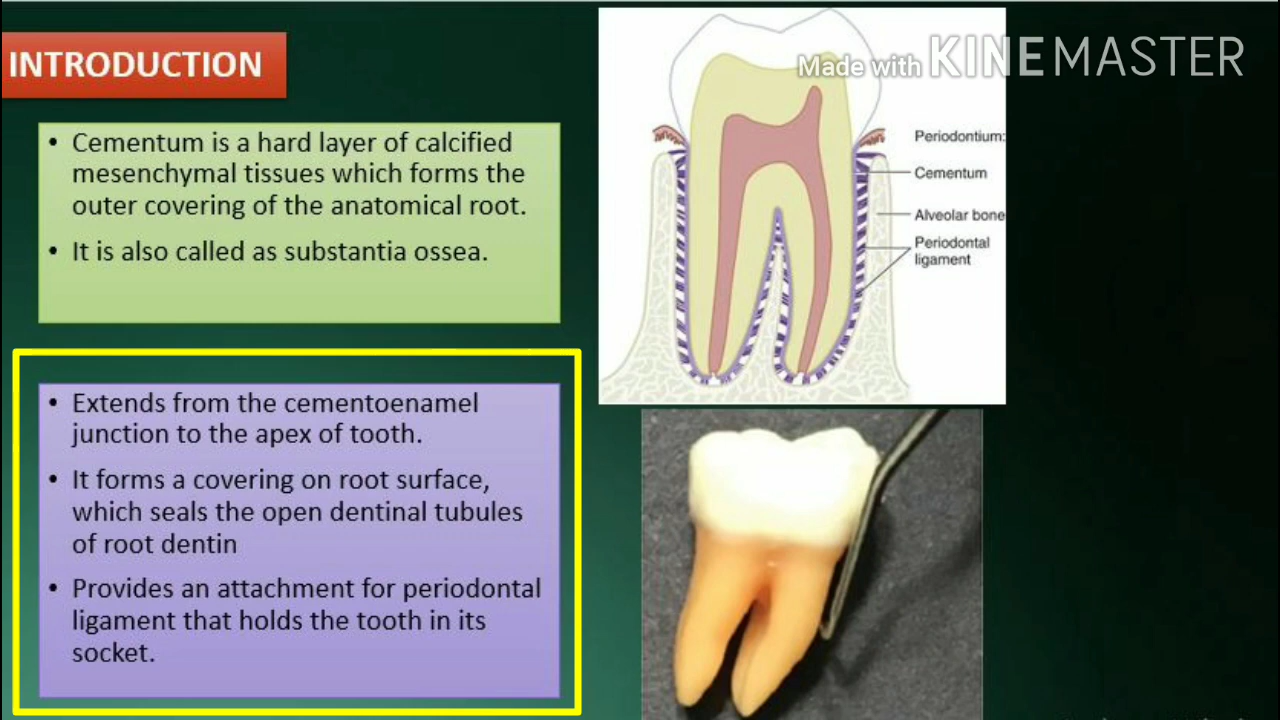 INTRODUCTION
Made with KINEMASTER
• Cementum is a hard layer of calcified
mesenchymal tissues which forms the
outer covering of the anatomical root.
• It is also called as substantia ossea.
Periodontium:
Cementum
Alveolar bone
Periodontal
ligament
• Extends from the cementoenamel
junction to the apex of tooth.
• It forms a covering on root surface,
which seals the open dentinal tubules
of root dentin
• Provides an attachment for periodontal
ligament that holds the tooth in its
socket.